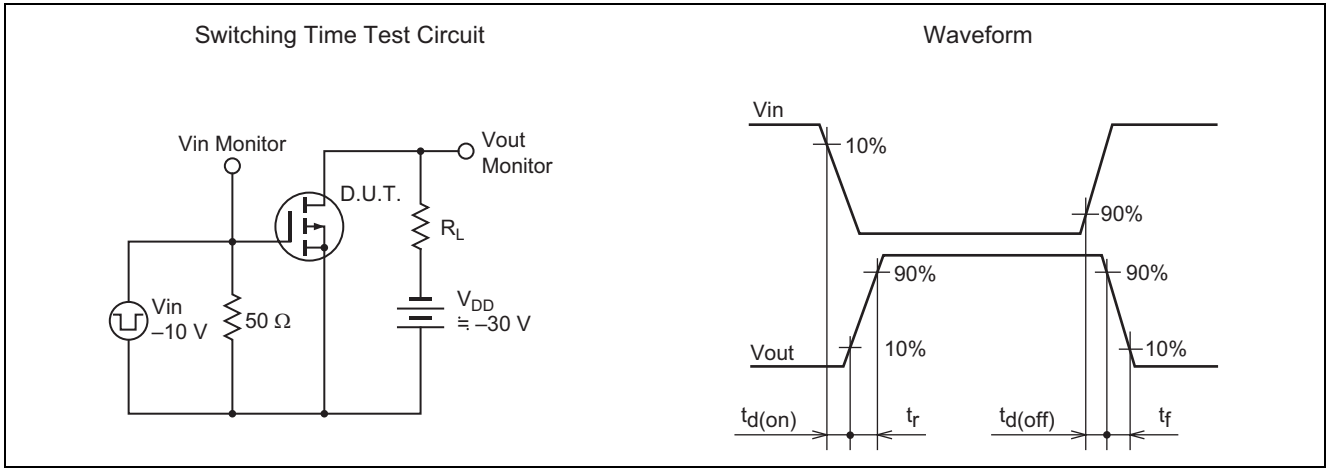 Switching Time Test Circuit
Vin Monitor
Vout
Monitor
D.U.T.
RL
Vin
–10 V
50 Ω
VDD
≒ –30 V
Waveform
Vin
10%
90%
90%
90%
Vout
10%
10%
td(on)
tr
td(off)
tf